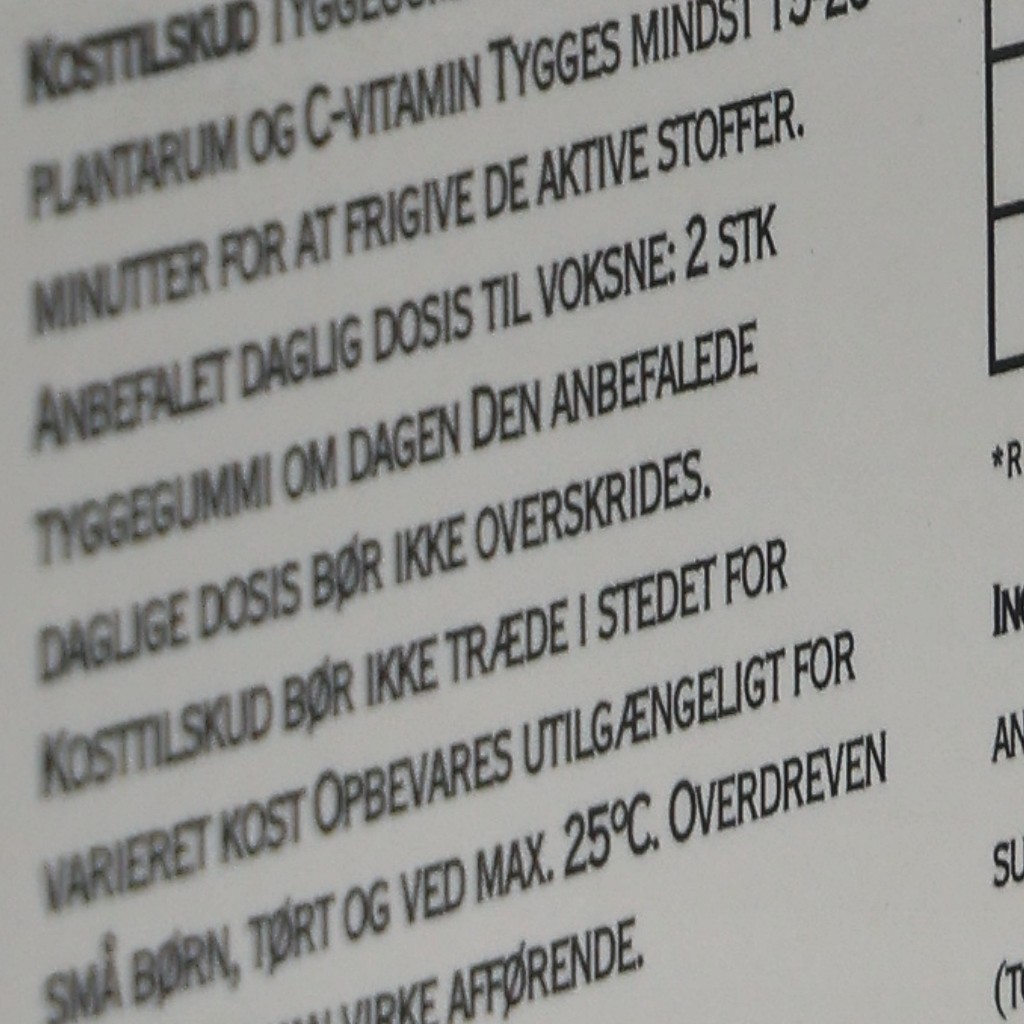 KOSTTILSKUD
PLANTARUM OG C-VITAMIN TYGGES MINDST 15-20
MINUTTER FOR AT FRIGIVE DE AKTIVE STOFFER.
ANBEFALET DAGLIG DOSIS TIL VOKSNE: 2 STK
TYGGEGUMMI OM DAGEN DEN ANBEFALEDE
DAGLIGE DOSIS BØR IKKE OVERSKRIDES.
KOSTTILSKUD BØR IKKE TRÆDE I STEDET FOR
VARIERET KOST OPBEVARES UTILGÆNGELIGT FOR
SMÅ BØRN, TØRT OG VED MAX. 25°C. OVERDREVEN
VIRKE AFFØRENDE.